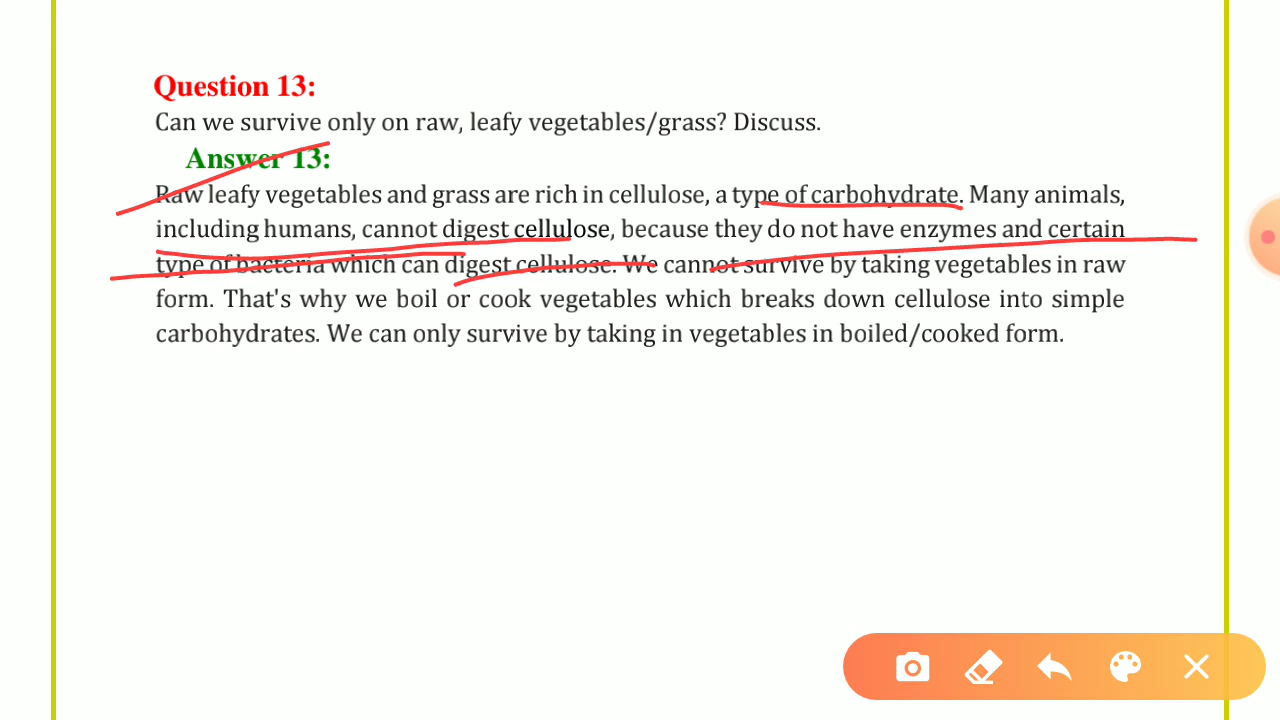 Question 13:
Can we survive only on raw, leafy vegetables/grass? Discuss.
Answer 13:
Raw leafy vegetables and grass are rich in cellulose, a type of carbohydrate. Many animals,
including humans, cannot digest cellulose, because they do not have enzymes and certain
type of bacteria which can digest cellulose. We cannot survive by taking vegetables in raw
form. That's why we boil or cook vegetables which breaks down cellulose into simple
carbohydrates. We can only survive by taking in vegetables in boiled/cooked form.